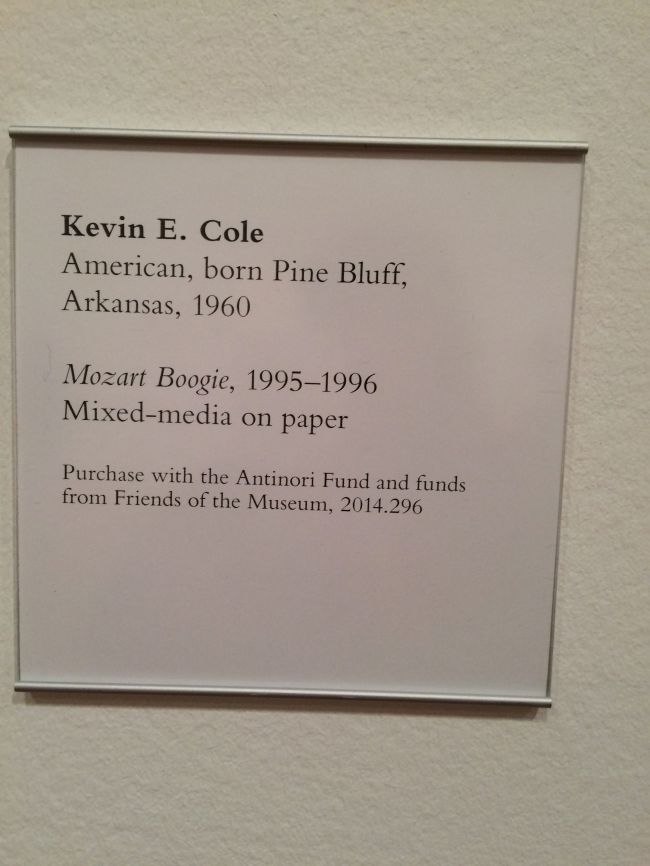 Kevin E. Cole
American, born Pine Bluff,
Arkansas, 1960
Mozart Boogie, 1995–1996
Mixed-media on paper
Purchase with the Antinori Fund and funds
from Friends of the Museum, 2014.296